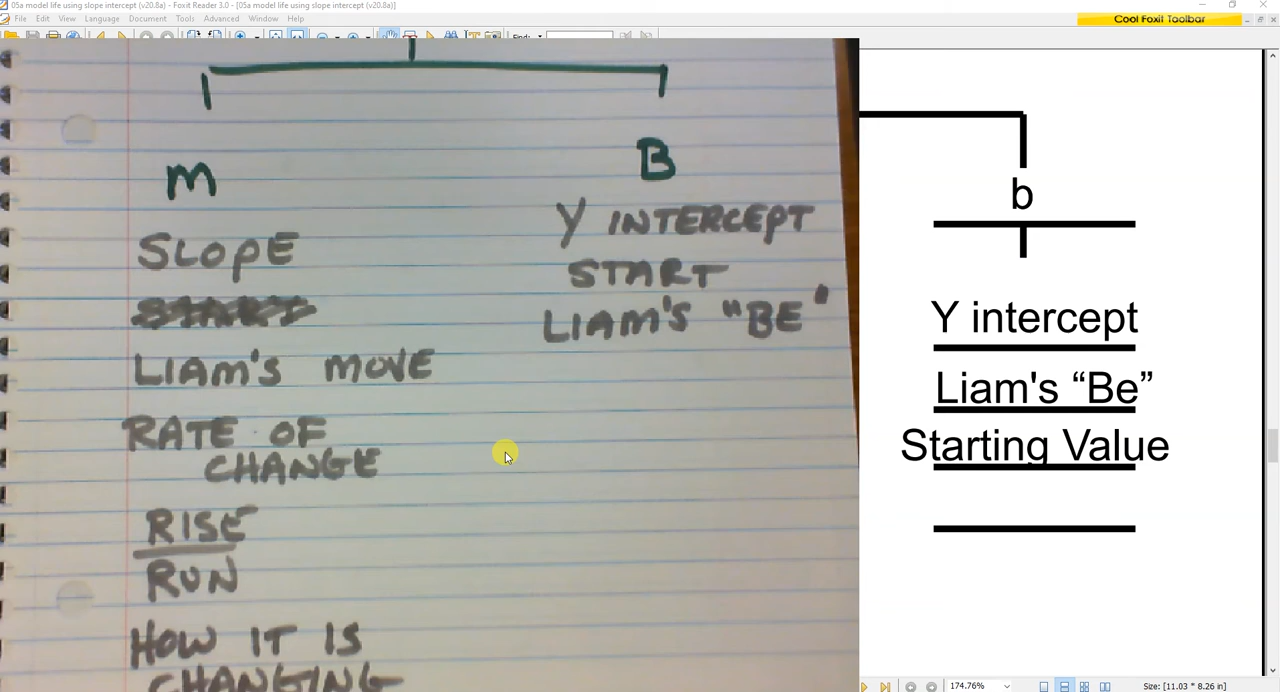 05a model life using slope intercept (v20.8a) - Foxit Reader 3.0 - [05a model life using slope intercept (v20.8a)]
File Edit View Language Document Tools Advanced Window Help
Cool Foxit Toolbar
Find:
M
SLOPE
LIAM'S MOVE
RATE OF
CHANGE
RISE
RUN
HOW IT IS
CHANGING
B
Y INTERCEPT
START
LIAM'S "BE"
b
Y intercept
Liam's “Be”
Starting Value
174.76%
Size: [11.03 * 8.26 in]